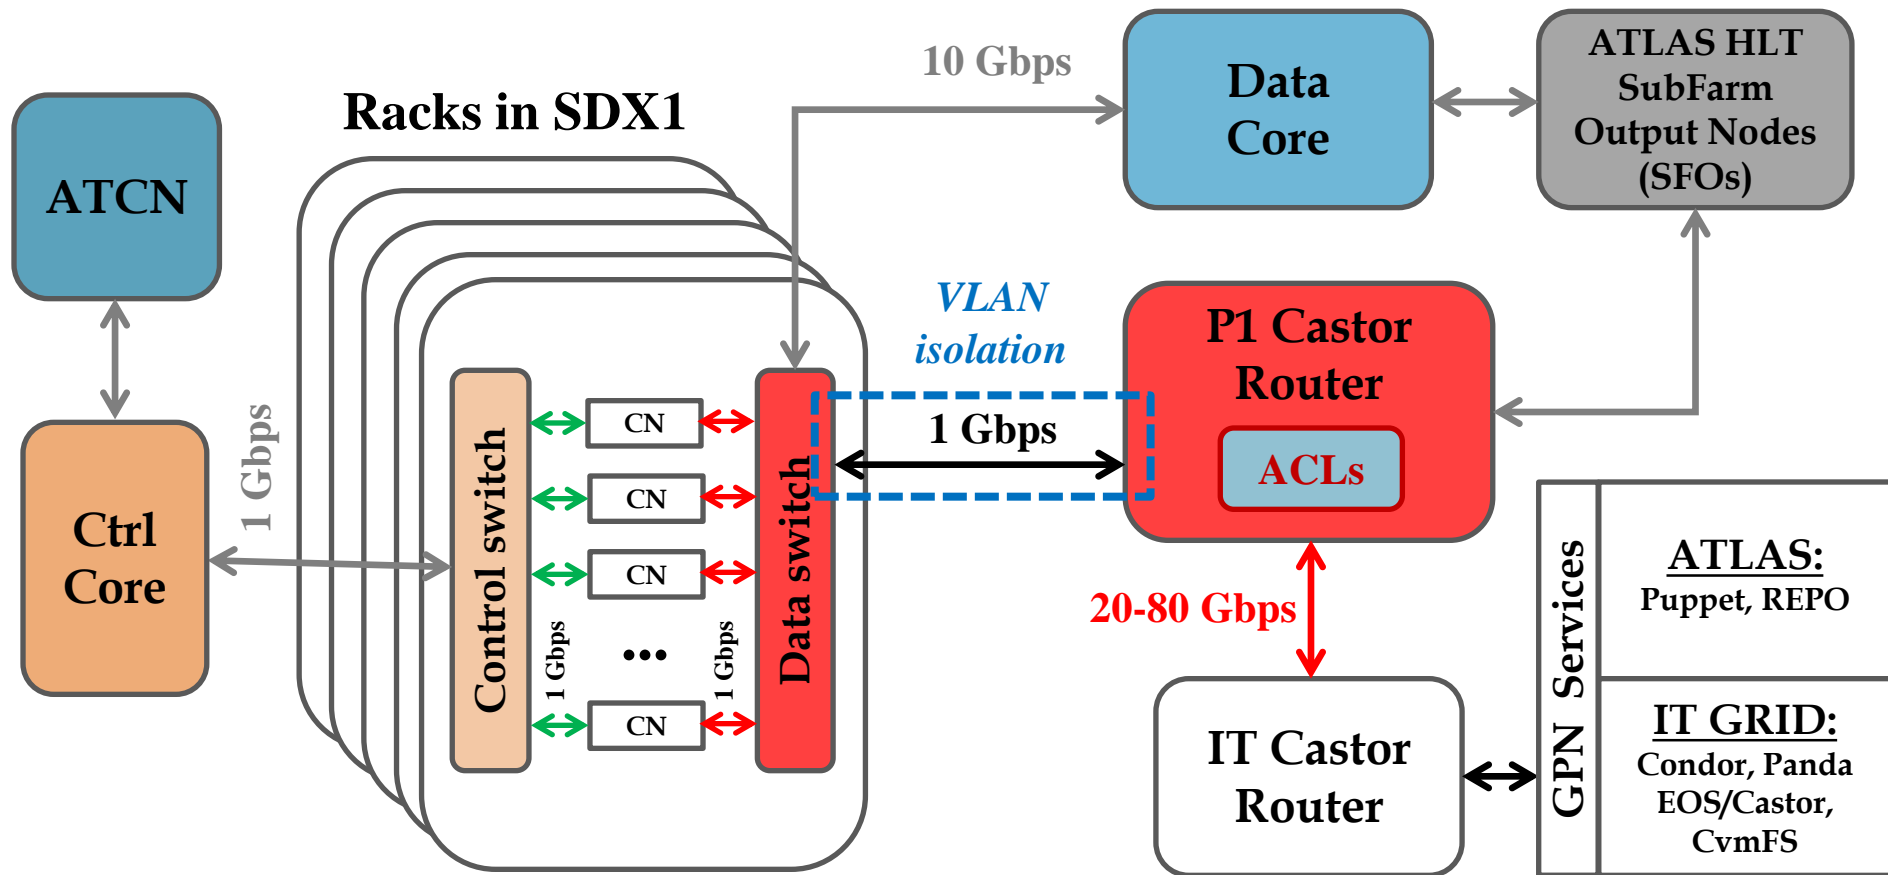 10 Gbps
Data
Core
ATLAS HLT
SubFarm
Output Nodes
(SFOs)
Racks in SDX1
ATCN
VLAN
isolation
P1 Castor
Router
ACLs
1 Gbps
1 Gbps
Ctrl
Core
Control switch
CN
CN
CN
...
CN
1 Gbps
1 Gbps
Data switch
20-80 Gbps
IT Castor
Router
GPN Services
ATLAS:
Puppet, REPO
IT GRID:
Condor, Panda
EOS/Castor,
CvmFS